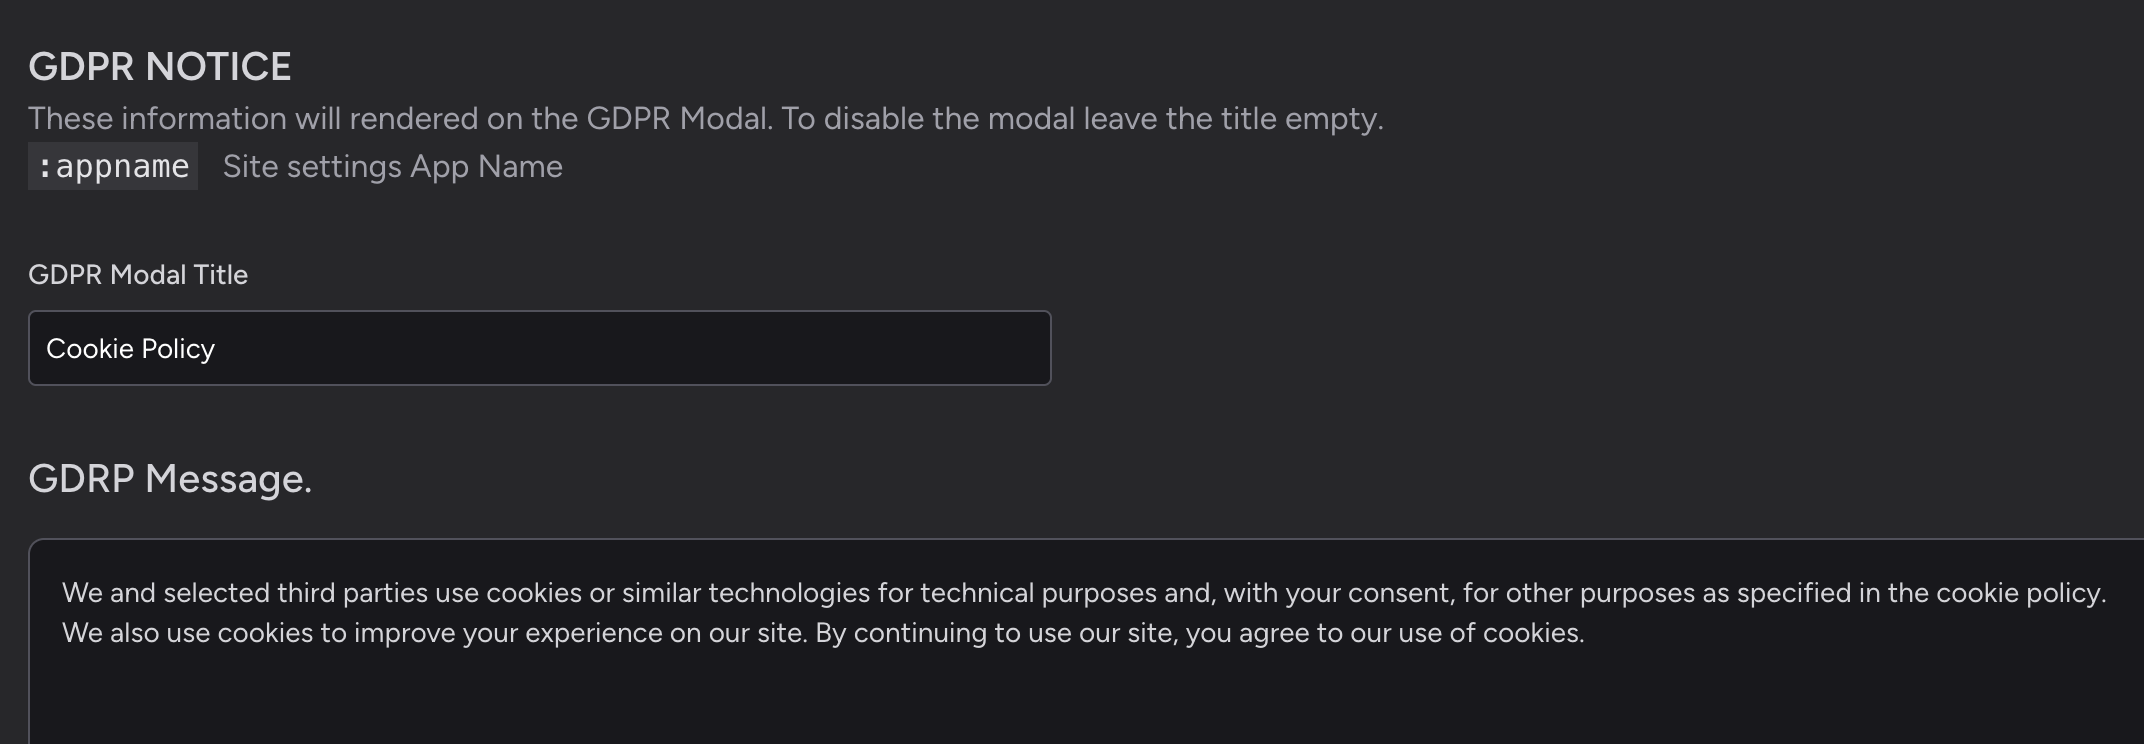 GDPR NOTICE
These information will rendered on the GDPR Modal. To disable the modal leave the title empty.
:appname Site settings App Name
GDPR Modal Title
Cookie Policy
GDRP Message.
We and selected third parties use cookies or similar technologies for technical purposes and, with your consent, for other purposes as specified in the cookie policy.
We also use cookies to improve your experience on our site. By continuing to use our site, you agree to our use of cookies.